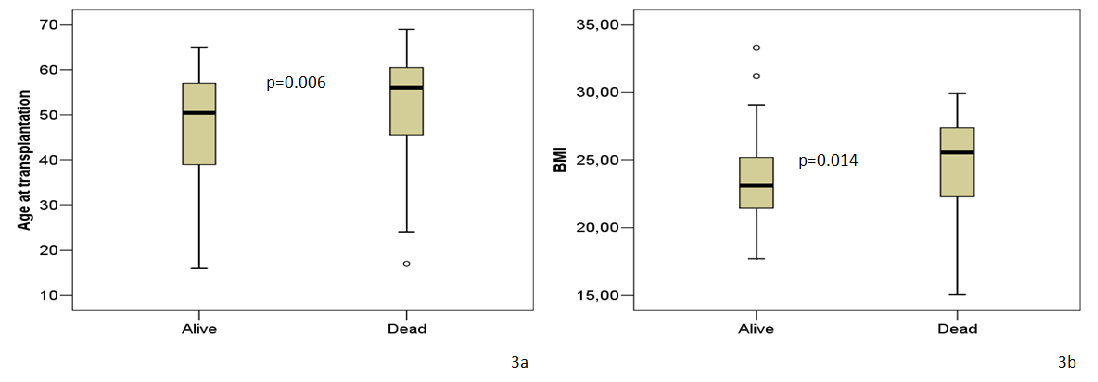 Age at transplantation
70
60
50
40
30
20
10
p=0.006
Alive
Dead
3a
BMI
35,00
30,00
25,00
20,00
15,00
p=0.014
Alive
Dead
3b